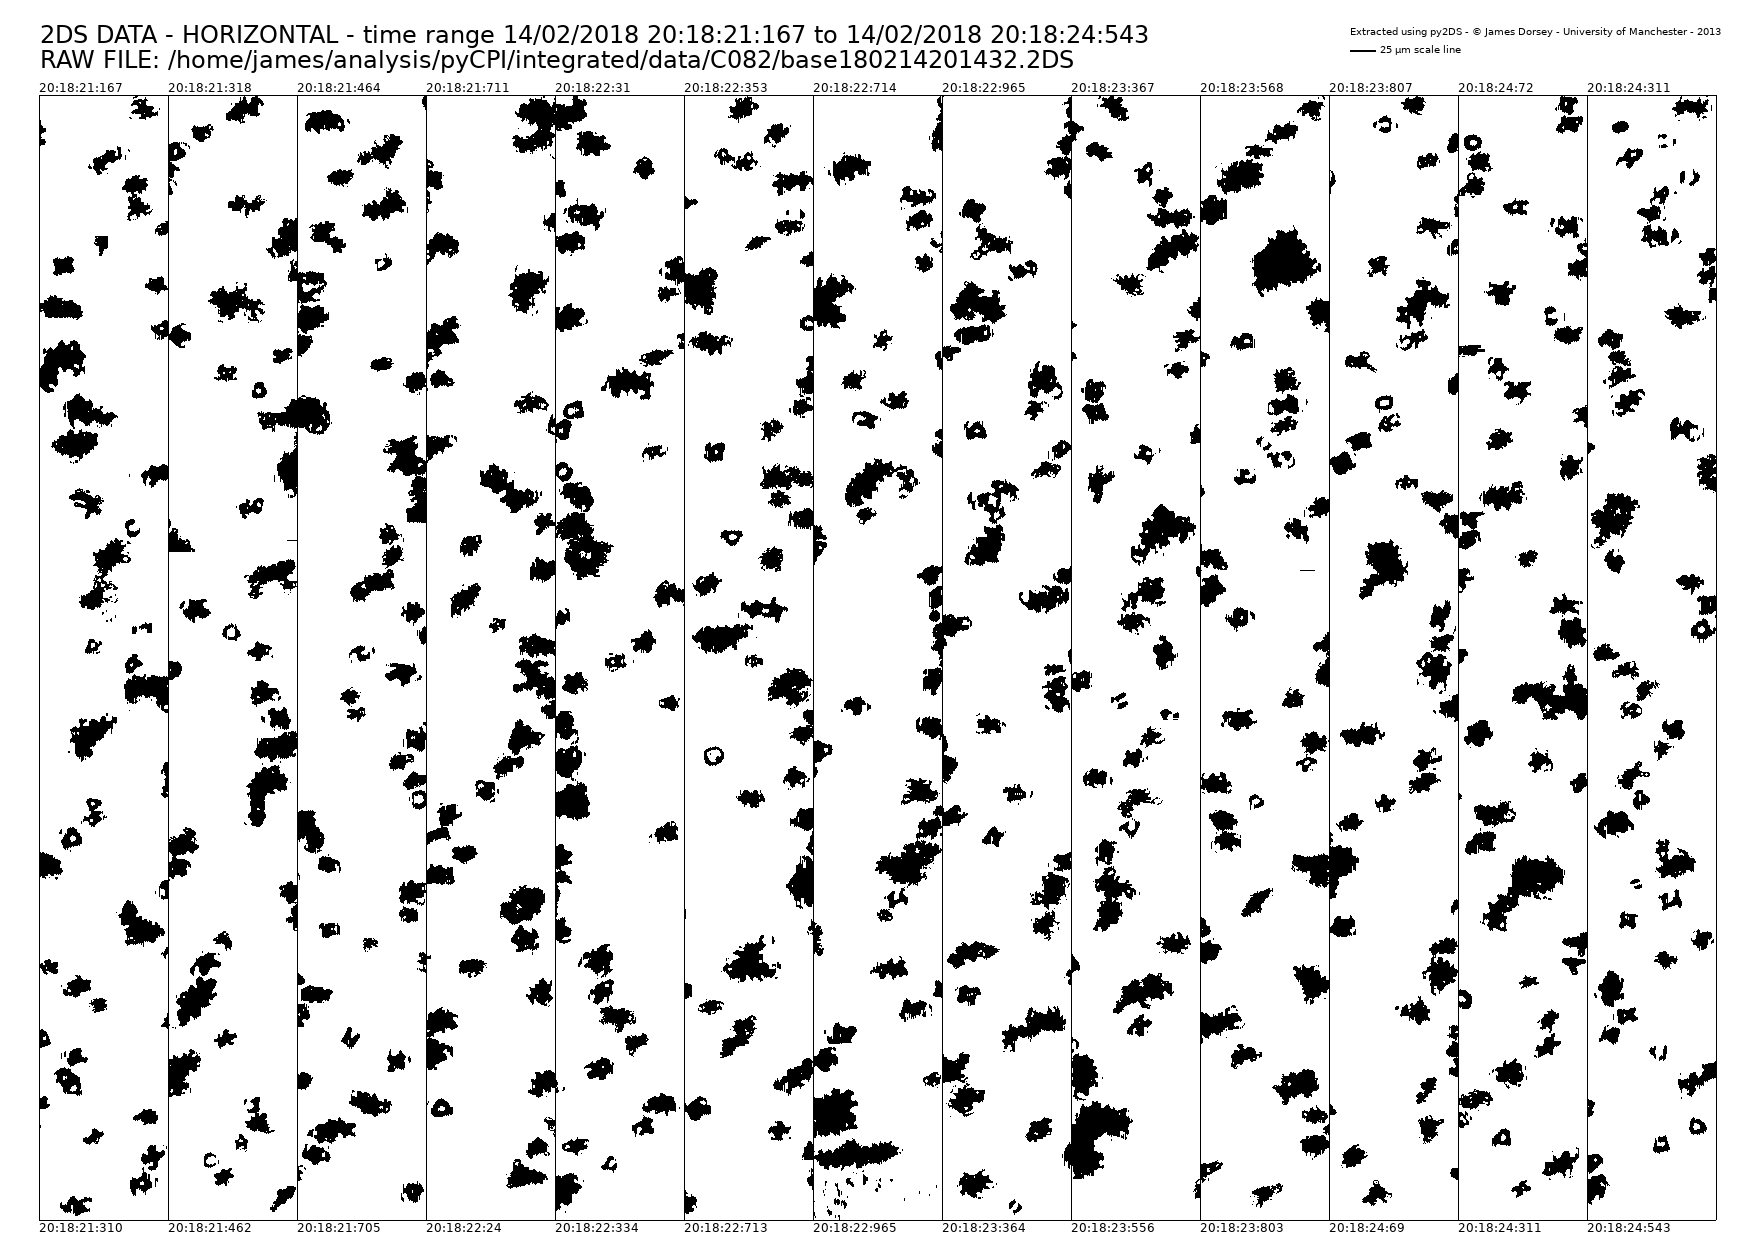 2DS DATA - HORIZONTAL - time range 14/02/2018 20:18:21:167 to 14/02/2018 20:18:24:543
RAW FILE: /home/james/analysis/pyCPI/integrated/data/C082/base180214201432.2DS
Extracted using py2DS - © James Dorsey - University of Manchester - 2013
25 µm scale line
20:18:21:167 20:18:21:318 20:18:21:464 20:18:21:711 20:18:22:31 20:18:22:353 20:18:22:714 20:18:22:965 20:18:23:367 20:18:23:568 20:18:23:807 20:18:24:72 20:18:24:311
20:18:21:310 20:18:21:462 20:18:21:705 20:18:22:24 20:18:22:334 20:18:22:713 20:18:22:965 20:18:23:364 20:18:23:556 20:18:23:803 20:18:24:69 20:18:24:311 20:18:24:543